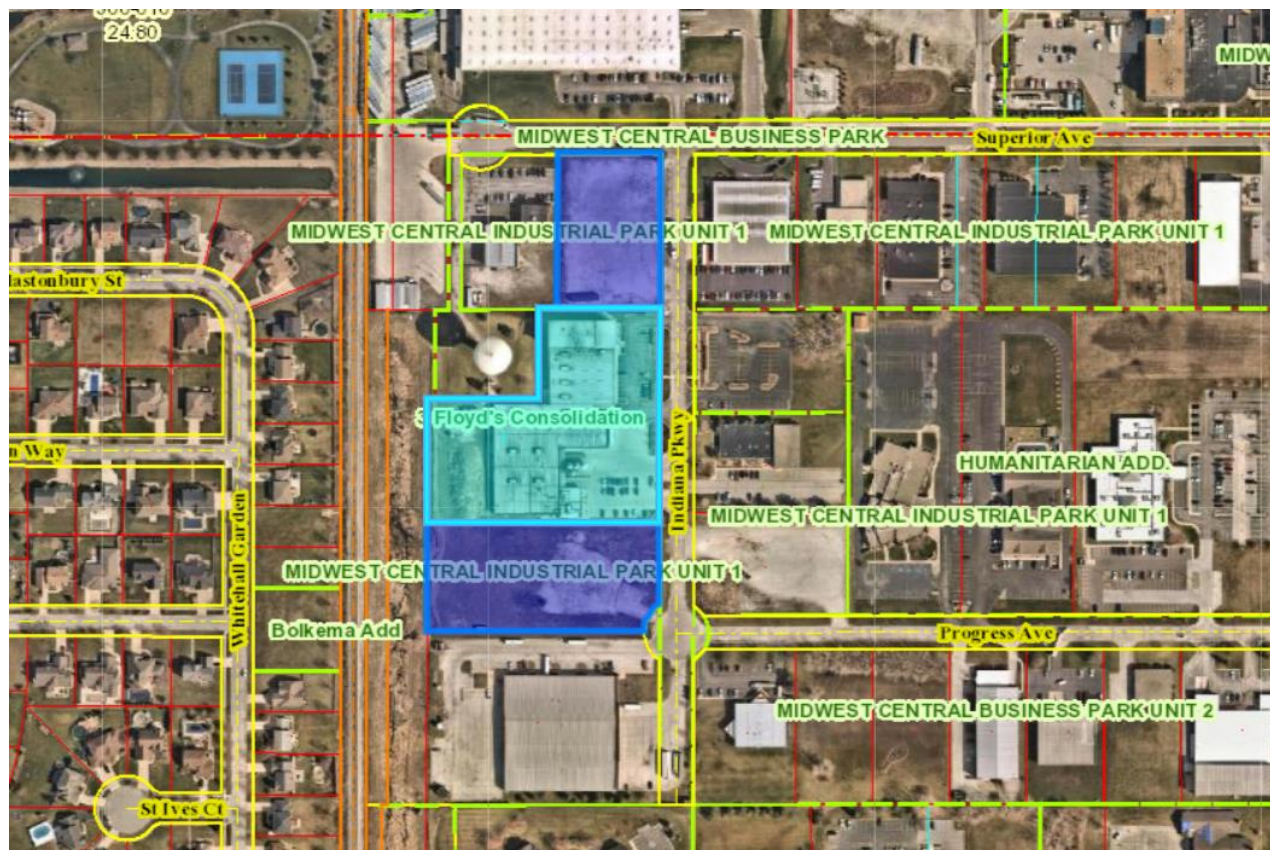 24.80
MIDW
MIDWEST CENTRAL BUSINESS PARK
Superior Ave
MIDWEST CENTRAL INDUSTRIAL PARK UNIT 1
MIDWEST CENTRAL INDUSTRIAL PARK UNIT 1
lastonbury St
Floyd's Consolidation
n Way
Indiana Pkwy
HUMANITARIAN ADD.
MIDWEST CENTRAL INDUSTRIAL PARK UNIT 1
Whitehall Garden
MIDWEST CENTRAL INDUSTRIAL PARK UNIT 1
Bolkema Add
Progress Ave
MIDWEST CENTRAL BUSINESS PARK UNIT 2
St Ives Ct